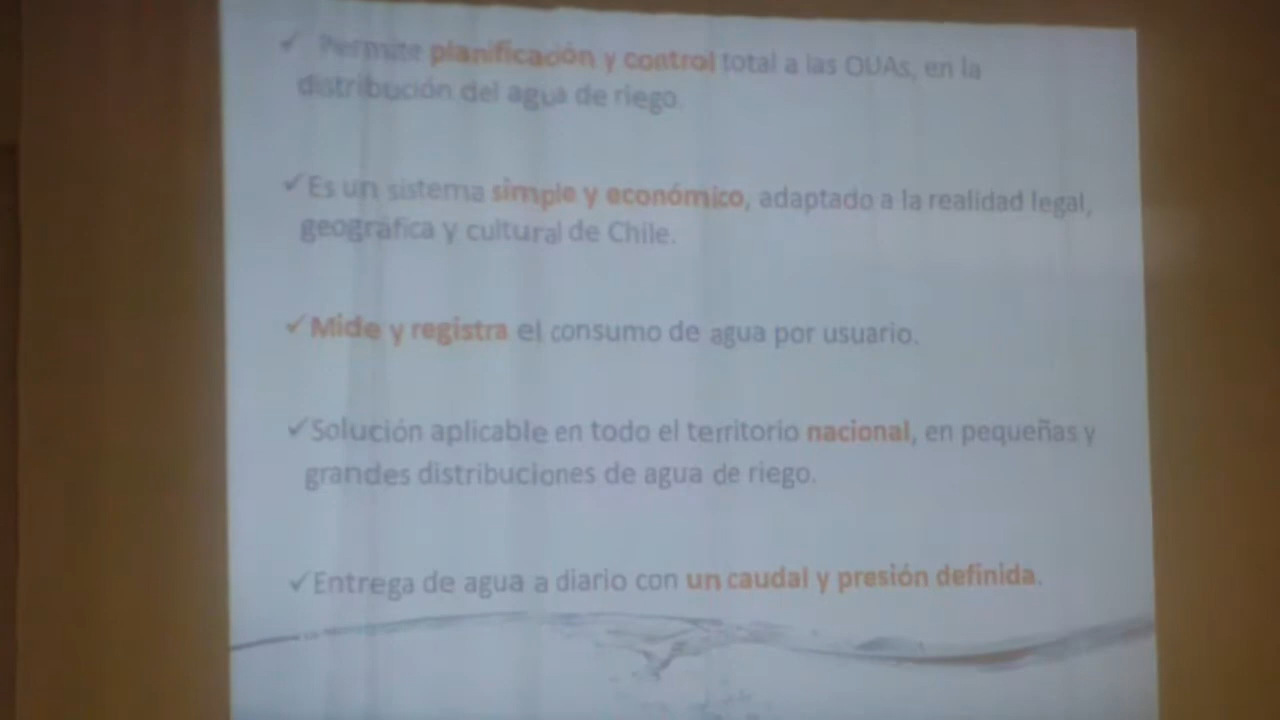 ✓ Permite planificación y control total a las OUAs, en la
distribución del agua de riego.
✓ Es un sistema simple y económico, adaptado a la realidad legal,
geográfica y cultural de Chile.
✓ Mide y registra el consumo de agua por usuario.
✓ Solución aplicable en todo el territorio nacional, en pequeñas y
grandes distribuciones de agua de riego.
✓ Entrega de agua a diario con un caudal y presión definida.